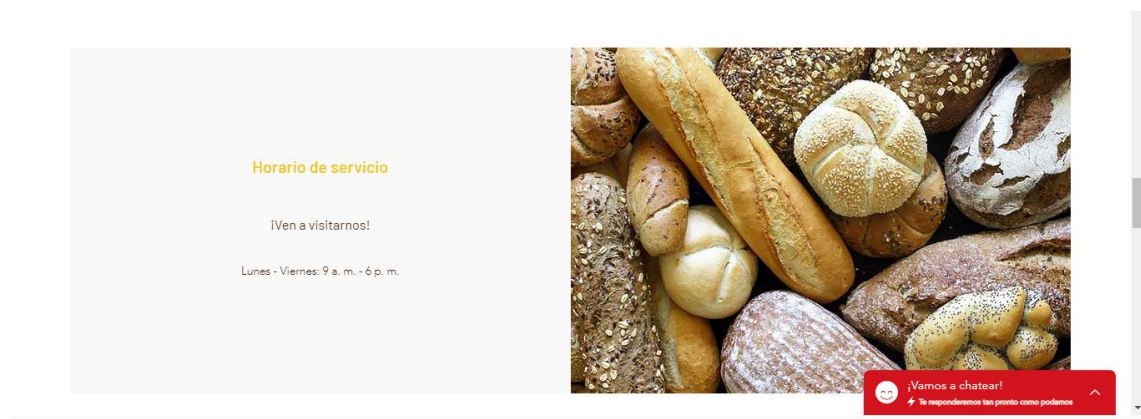 Horario de servicio
¡Ven a visitarnos!
Lunes - Viernes: 9 a. m. - 6 p. m.
¡Vamos a chatear!
Te responderemos tan pronto como podamos